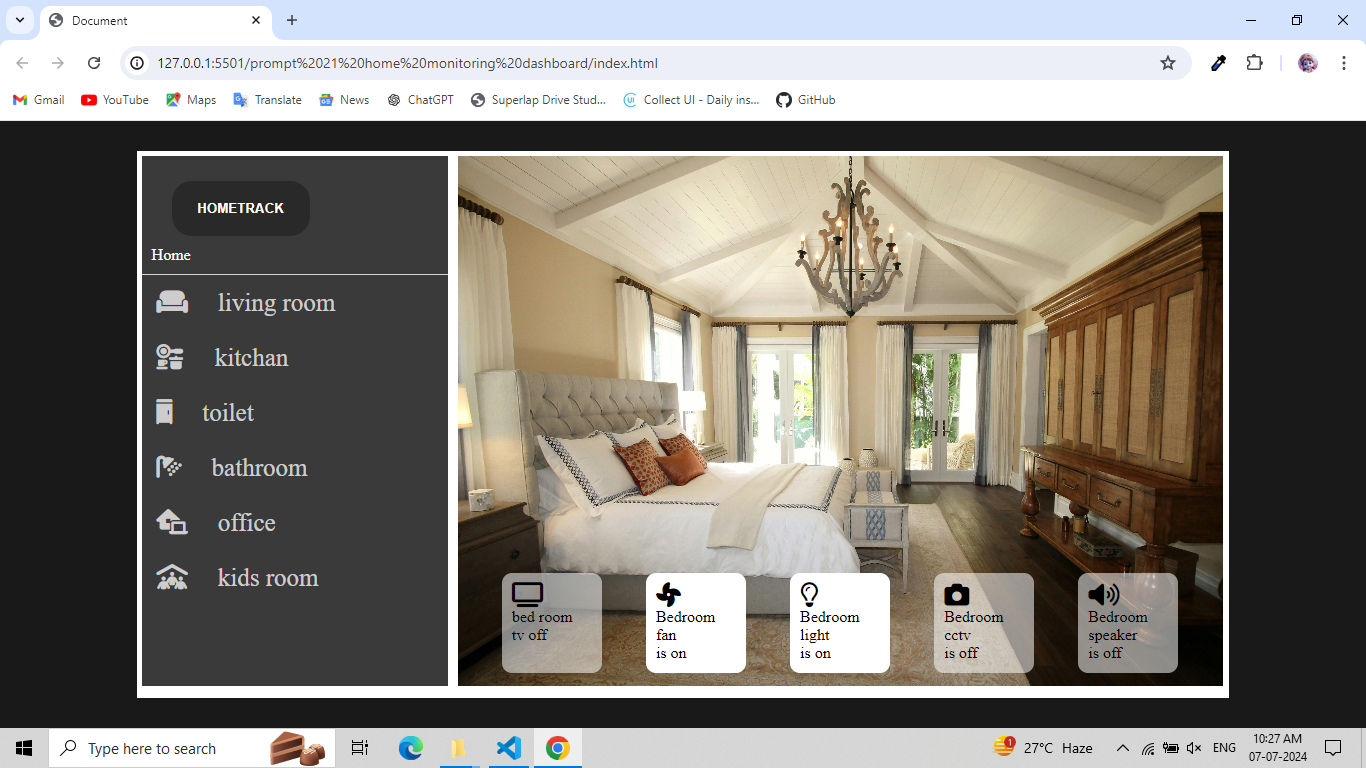 Document
127.0.0.1:5501/prompt%2021%20home%20monitoring%20dashboard/index.html
Gmail
YouTube
Maps
Translate
News
ChatGPT
Superlap Drive Stud...
Collect UI - Daily ins...
GitHub
HOMETRACK
Home
living room
kitchan
toilet
bathroom
office
kids room
bed room
tv off
Bedroom
fan
is on
Bedroom
light
is on
Bedroom
cctv
is off
Bedroom
speaker
is off
Type here to search
1
27°C Haze
ENG
10:27 AM
07-07-2024